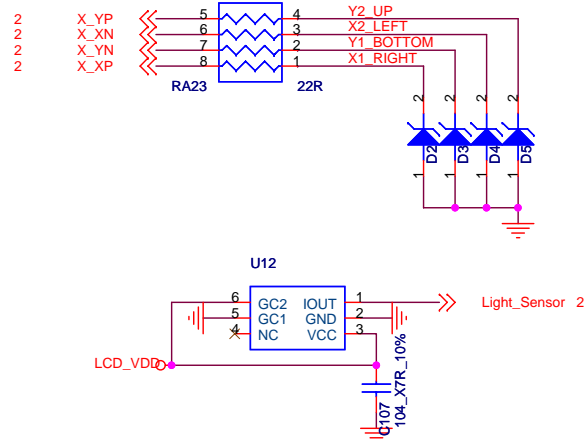 2 X_YP 5 4 Y2_UP
2 X_XN 6 3 X2_LEFT
2 X_YN 7 2 Y1_BOTTOM
2 X_XP 8 1 X1_RIGHT
RA23 22R
2 2 2 2
D2 D3 D4 D5
1 1 1 1
U12
6 GC2 IOUT 1 Light_Sensor 2
5 GC1 GND 2
4 NC VCC 3
LCD_VDD
C107
104_X7R_10%